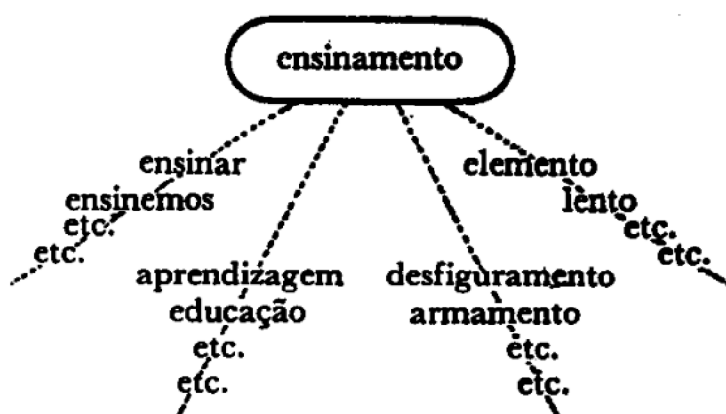 ensinamento
ensinar
ensinemos
etc.
etc.
aprendizagem
educação
etc.
etc.
desfiguramento
armamento
etc.
etc.
elemento
lento
etc.
etc.